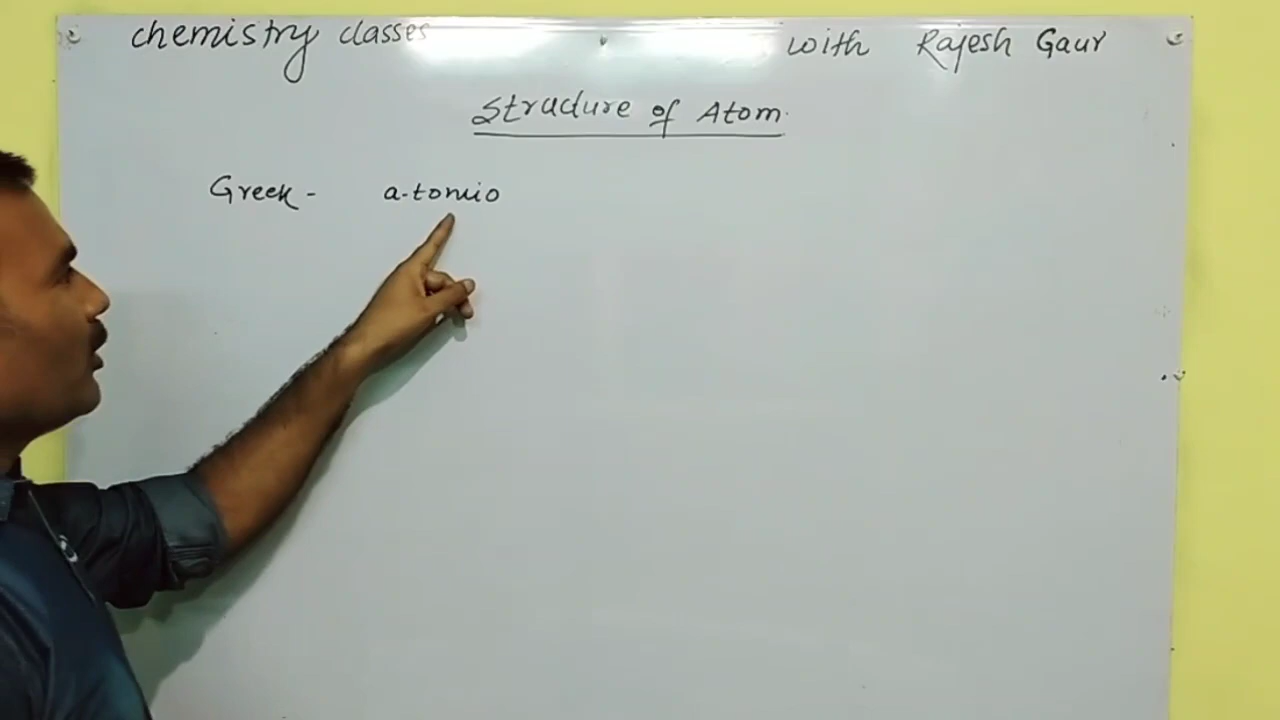 chemistry classes with Rajesh Gaur
Structure of Atom.
Greek - a-tomio